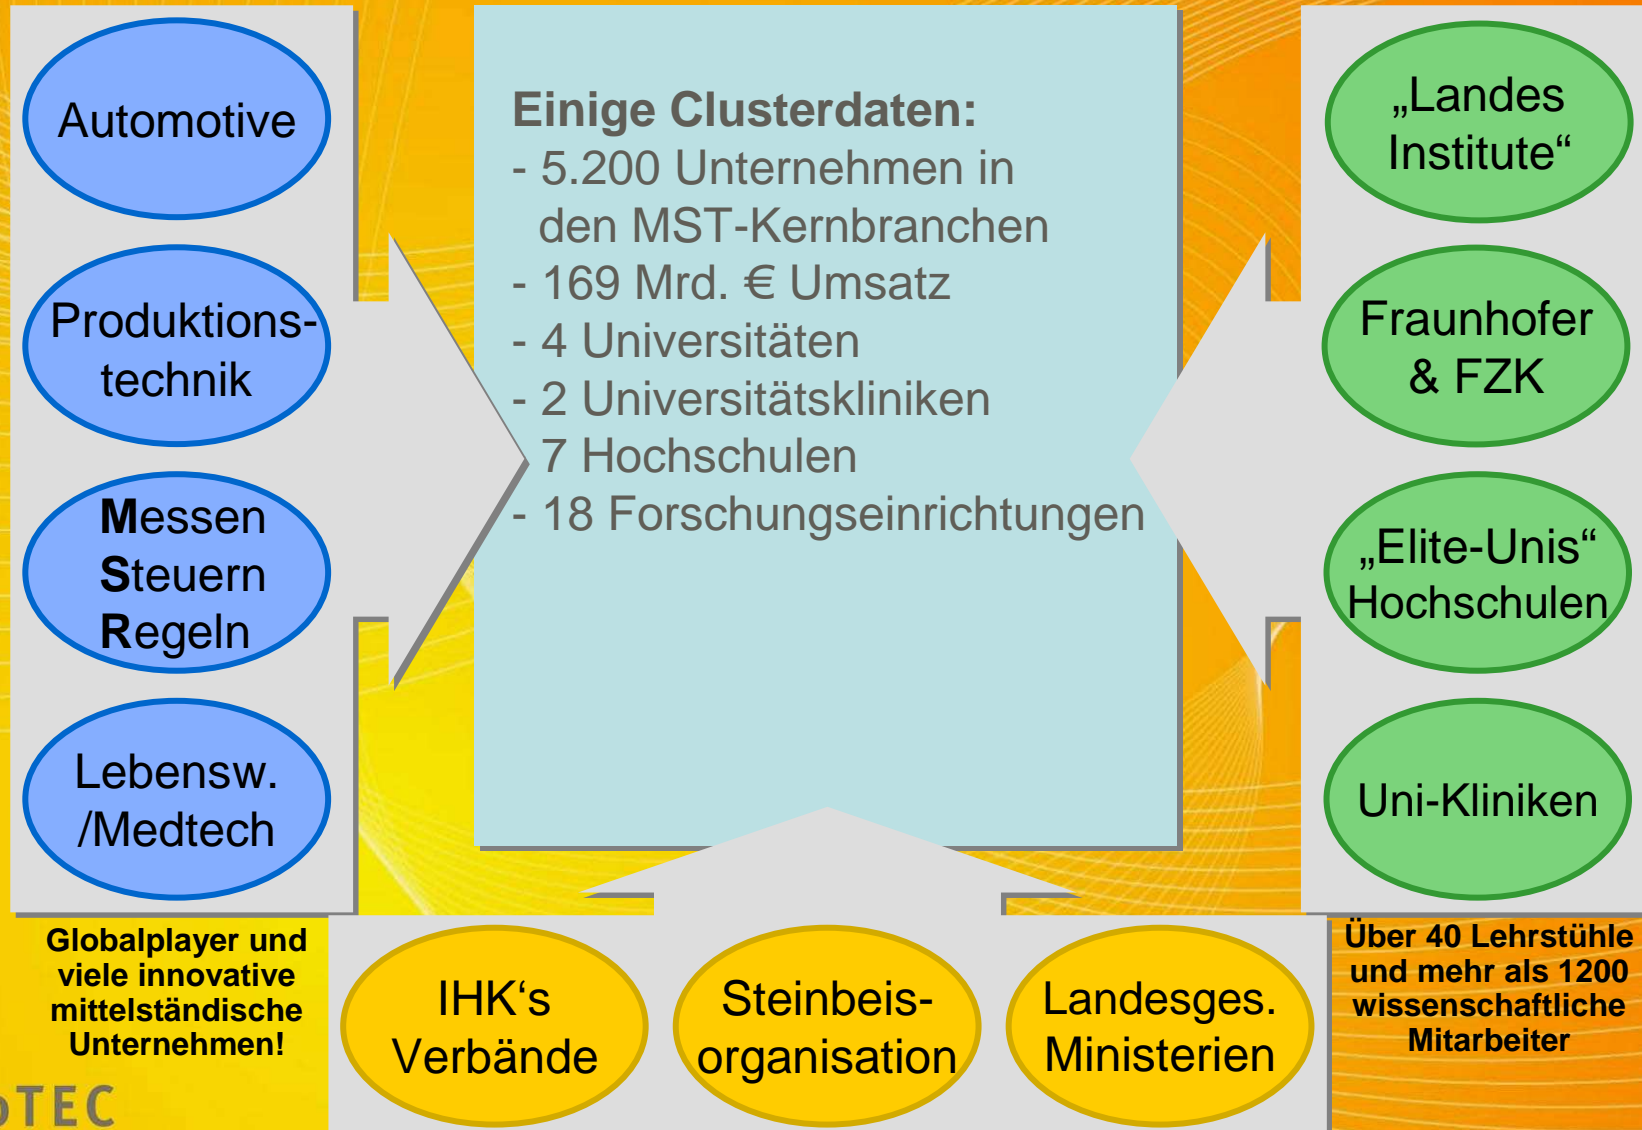 Automotive
Produktions-
technik
Messen
Steuern
Regeln
Lebensw.
/Medtech
Globalplayer und
viele innovative
mittelständische
Unternehmen!
Einige Clusterdaten:
- 5.200 Unternehmen in
den MST-Kernbranchen
- 169 Mrd. € Umsatz
- 4 Universitäten
- 2 Universitätskliniken
7 Hochschulen
- 18 Forschungseinrichtungen
„Landes
Institute“
Fraunhofer
& FZK
„Elite-Unis“
Hochschulen
Uni-Kliniken
Über 40 Lehrstühle
und mehr als 1200
wissenschaftliche
Mitarbeiter
IHK‘s
Verbände
Steinbeis-
organisation
Landesges.
Ministerien
TEC